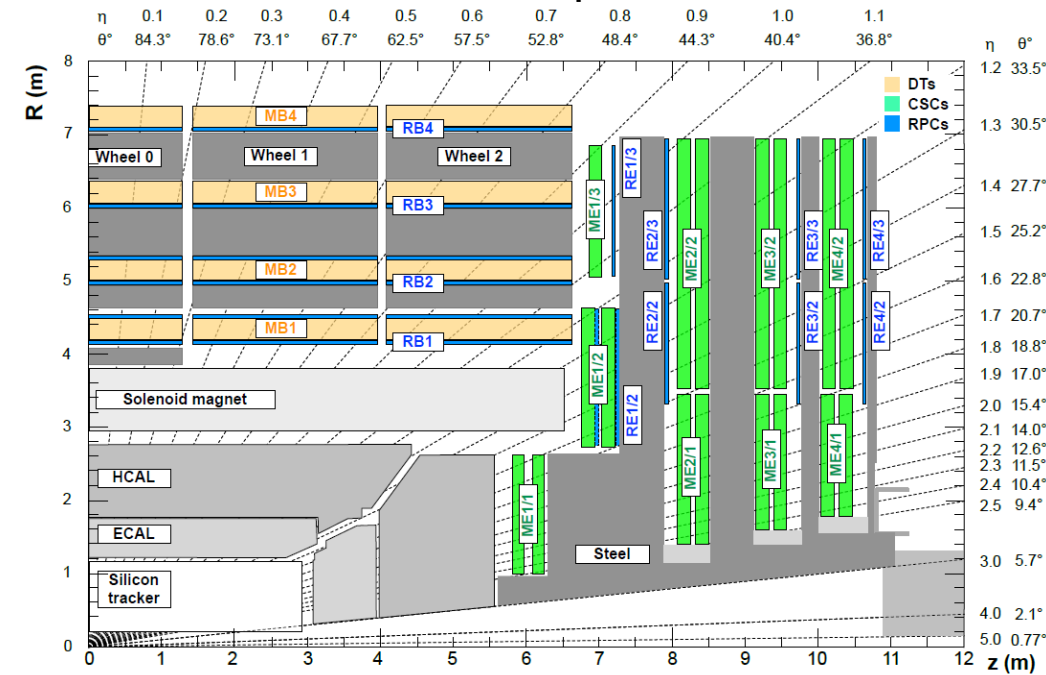 η 0.1 0.2 0.3 0.4 0.5 0.6 0.7 0.8 0.9 1.0 1.1
θ° 84.3° 78.6° 73.1° 67.7° 62.5° 57.5° 52.8° 48.4° 44.3° 40.4° 36.8°
η θ°
1.2 33.5°
1.3 30.5°
1.4 27.7°
1.5 25.2°
1.6 22.8°
1.7 20.7°
1.8 18.8°
1.9 17.0°
2.0 15.4°
2.1 14.0°
2.2 12.6°
2.3 11.5°
2.4 10.4°
2.5 9.4°
3.0 5.7°
4.0 2.1°
5.0 0.77°
R (m)
8
7
6
5
4
3
2
1
0
DTs
CSCs
RPCs
MB4
RB4
Wheel 0
Wheel 1
Wheel 2
MB3
RB3
MB2
RB2
MB1
RB1
Solenoid magnet
HCAL
ECAL
Silicon
tracker
Steel
ME1/3
RE1/3
ME1/2
RE1/2
ME1/1
RE2/3
RE2/2
ME2/2
ME2/1
ME3/2
ME3/1
RE3/3
RE3/2
ME4/2
ME4/1
RE4/3
RE4/2
0 1 2 3 4 5 6 7 8 9 10 11 12
z (m)